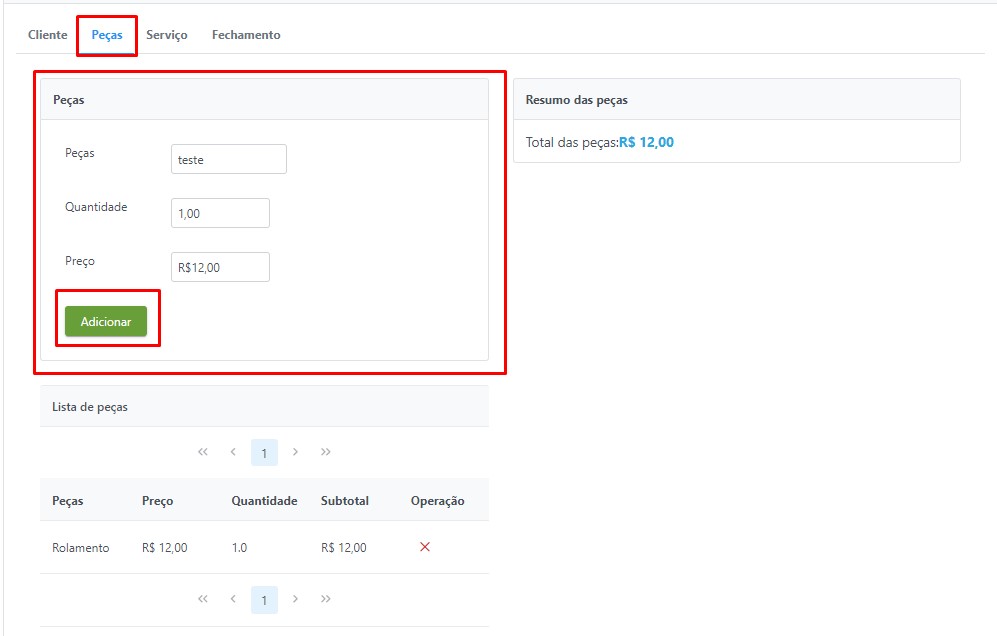 Cliente Peças Serviço Fechamento
Peças
Peças teste
Quantidade 1,00
Preço R$12,00
Adicionar
Resumo das peças
Total das peças:R$ 12,00
Lista de peças
1
Peças Preço Quantidade Subtotal Operação
Rolamento R$ 12,00 1.0 R$ 12,00
1